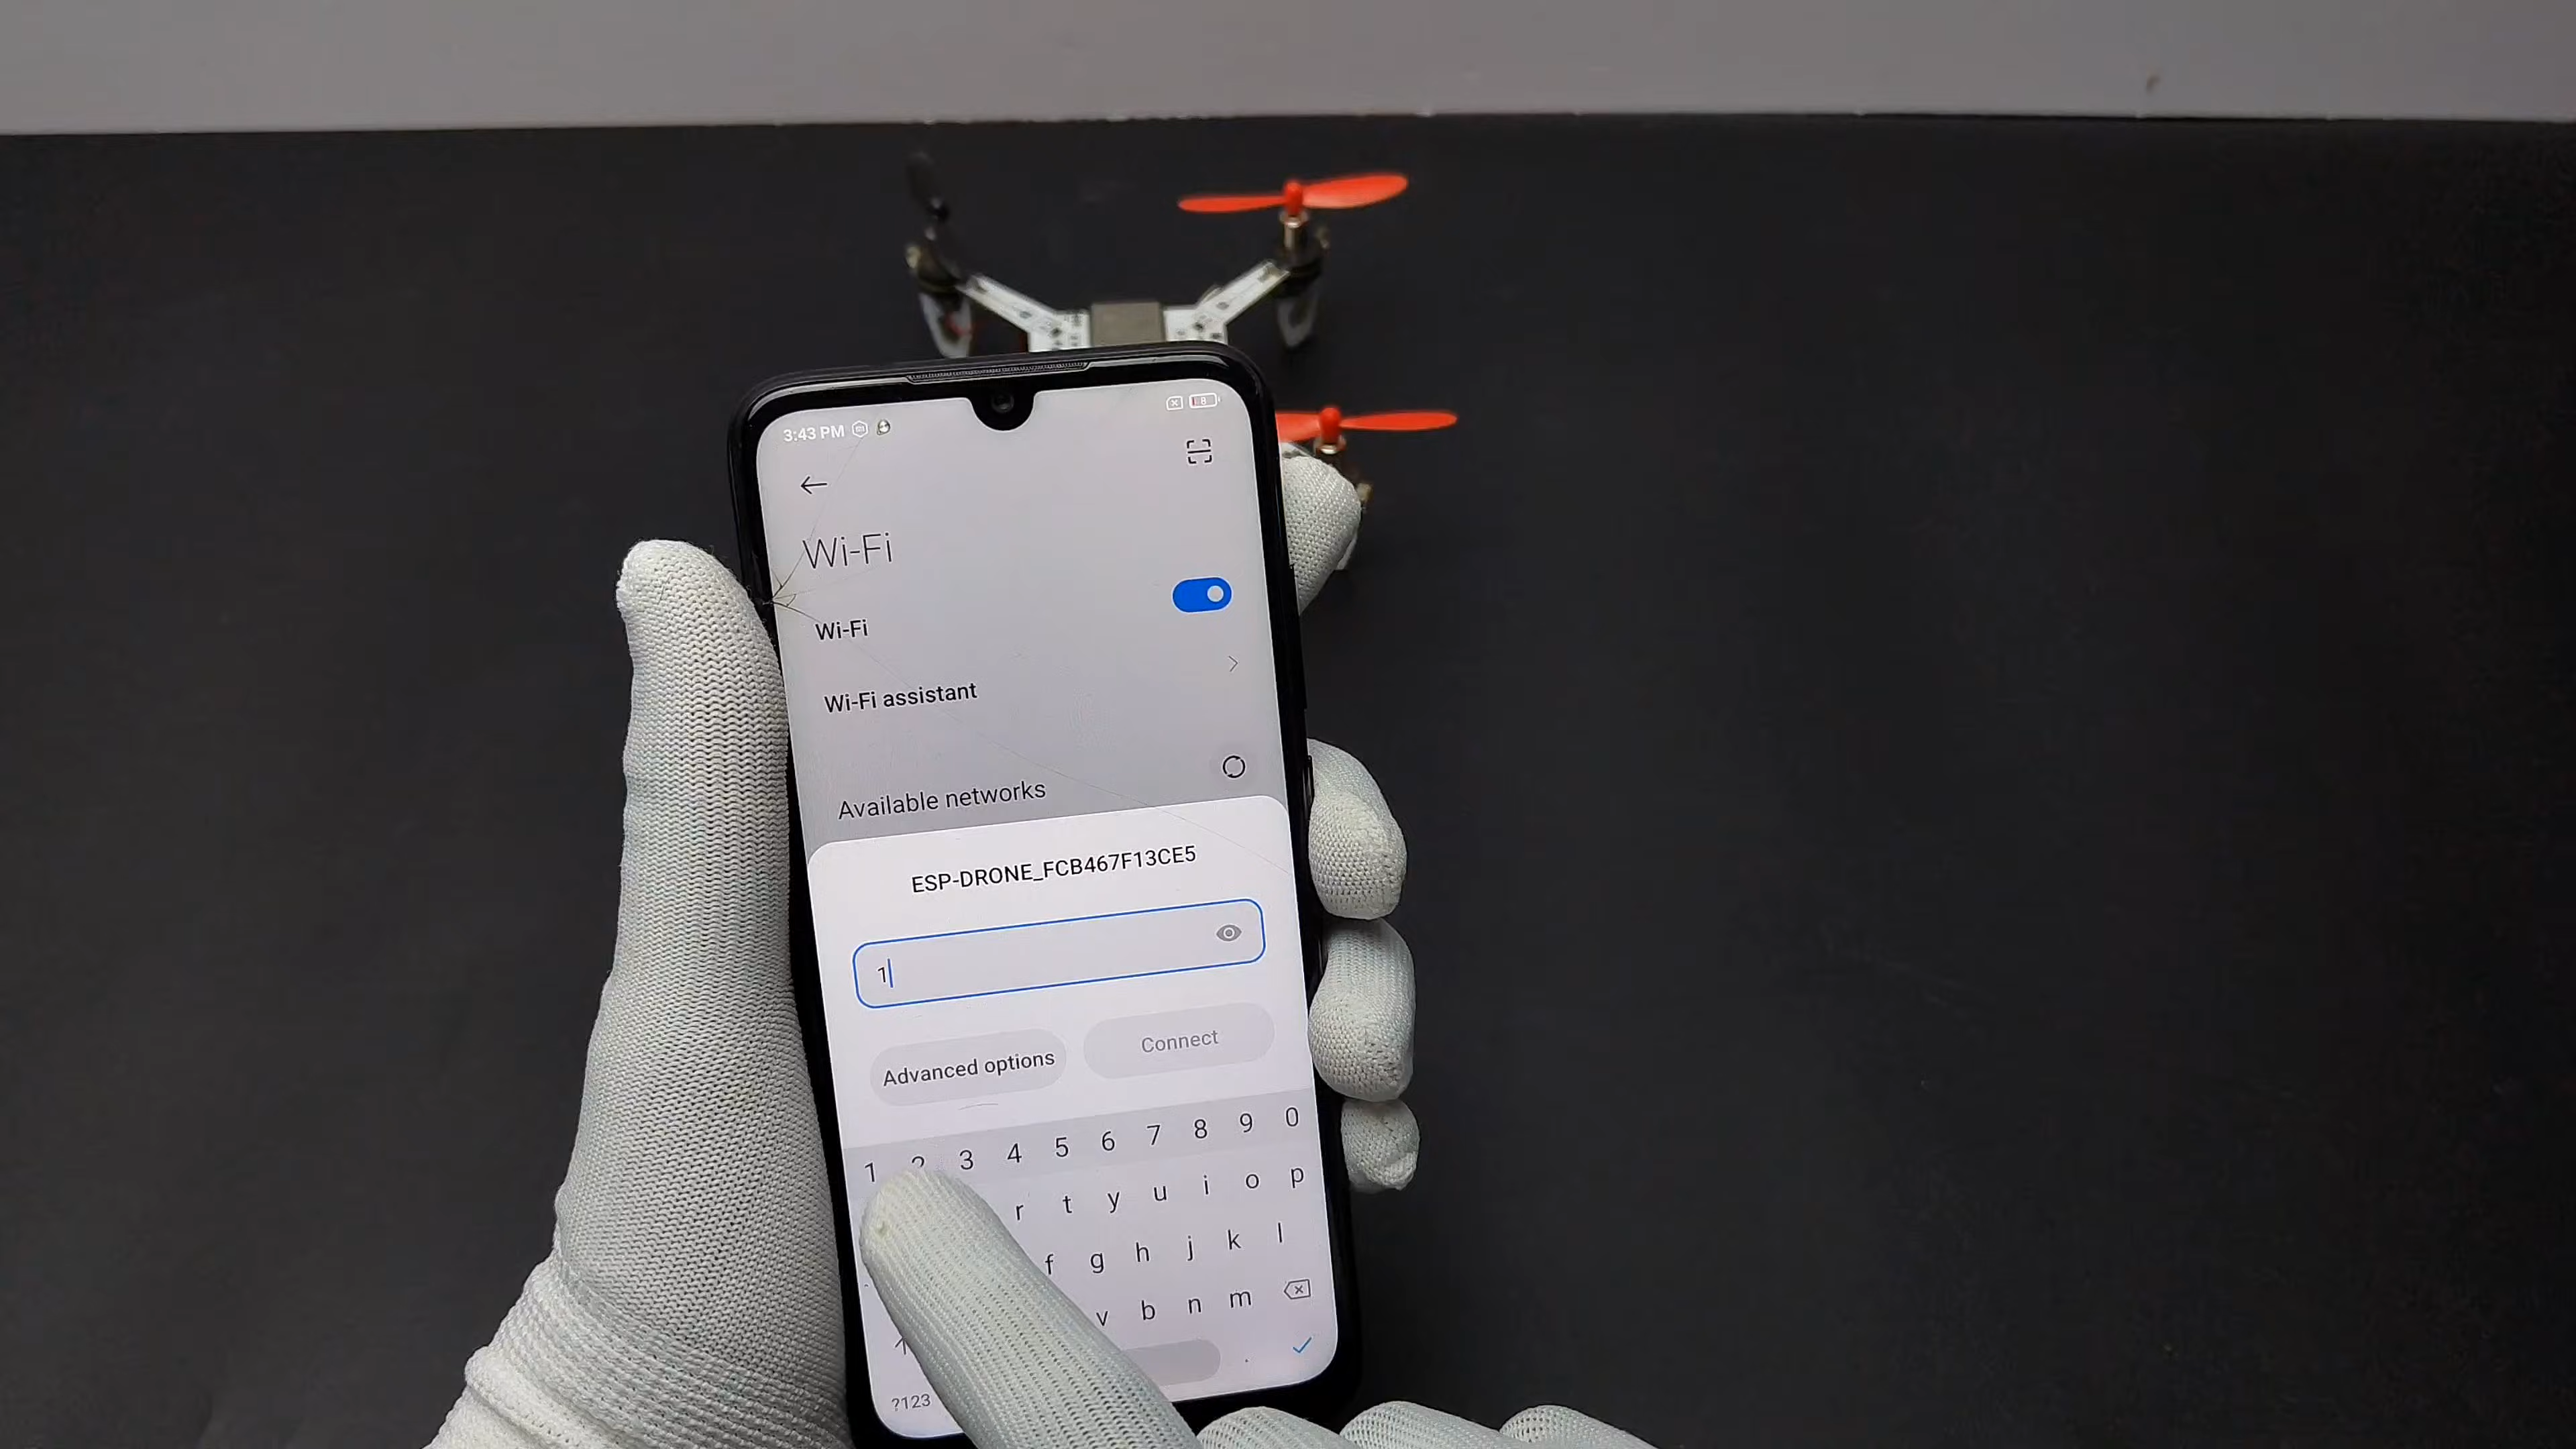 3:43 PM
8
Wi-Fi
Wi-Fi
Wi-Fi assistant
Available networks
ESP-DRONE_FCB467F13CE5
1
Advanced options
Connect
1 2 3 4 5 6 7 8 9 0
r t y u i o p
f g h j k l
v b n m
?123 .